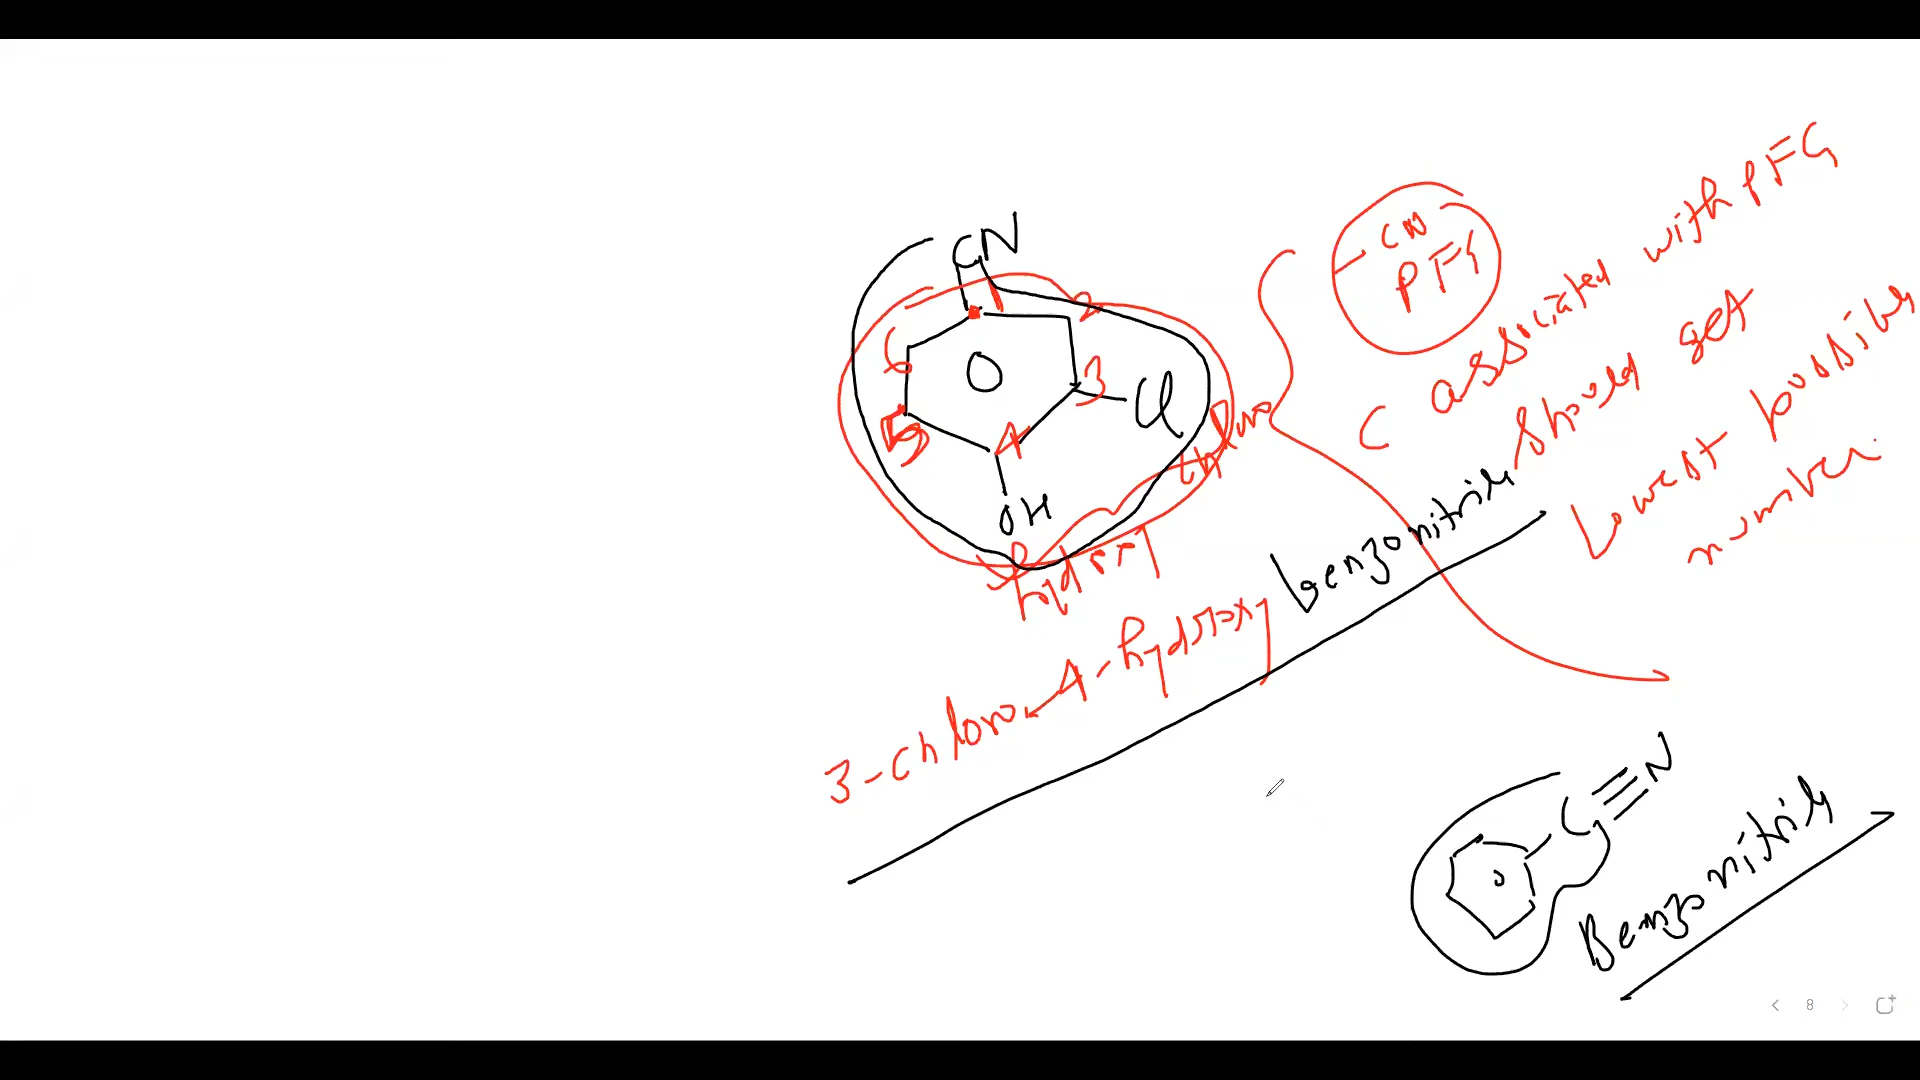 CN
1
2
3
4
5
6
Cl
OH
chloro
hydroxy
-CN
PFG
C associated with PFG
should get
Lowest possible
number
3-chloro-4-hydroxy benzonitrile
C≡N
Benzonitrile
8